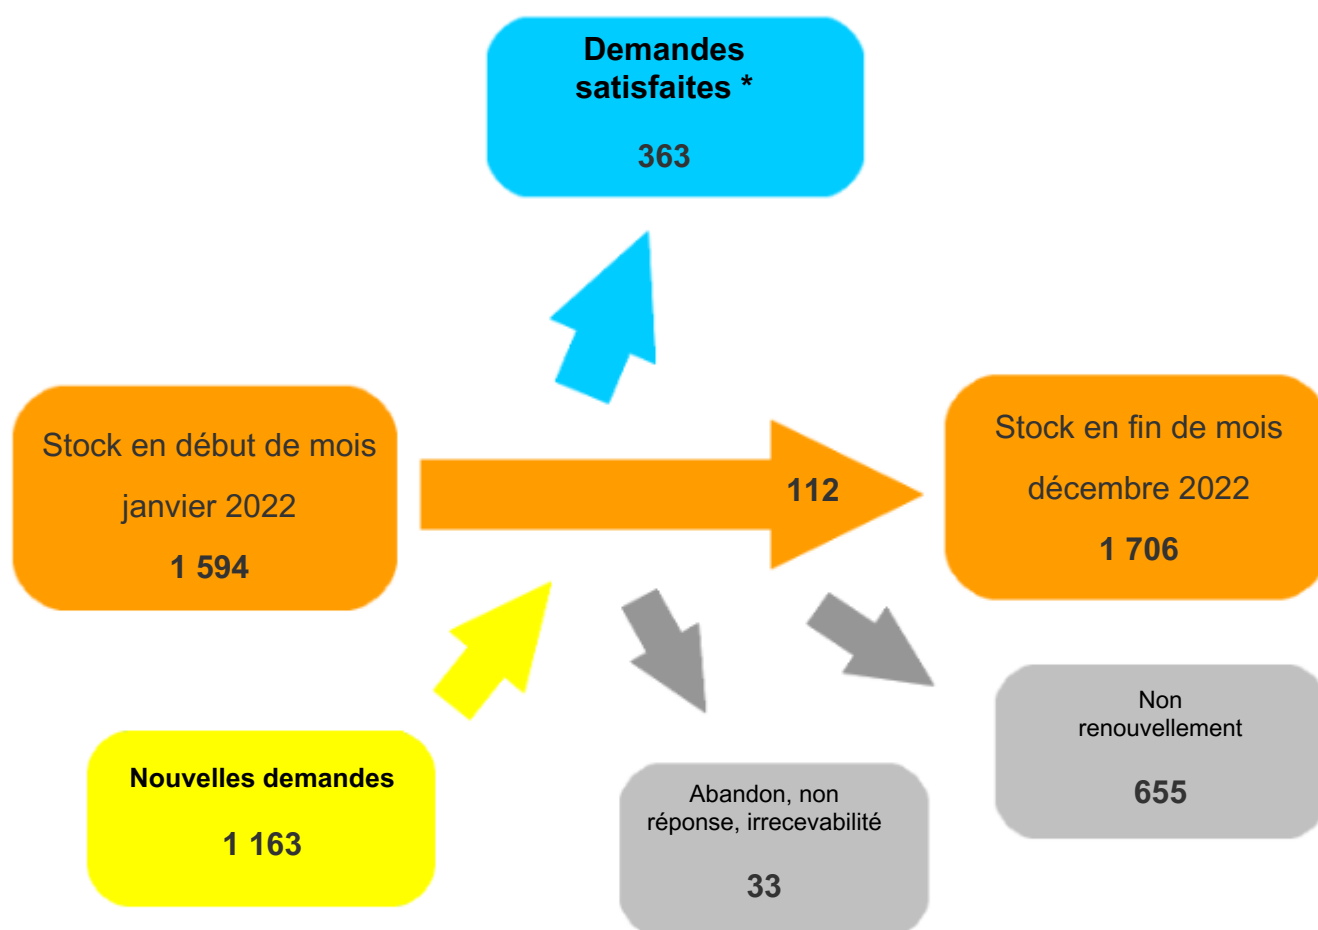 Demandes
satisfaites *
363
Stock en début de mois
janvier 2022
1 594
112
Stock en fin de mois
décembre 2022
1 706
Nouvelles demandes
1 163
Abandon, non
réponse, irrecevabilité
33
Non
renouvellement
655